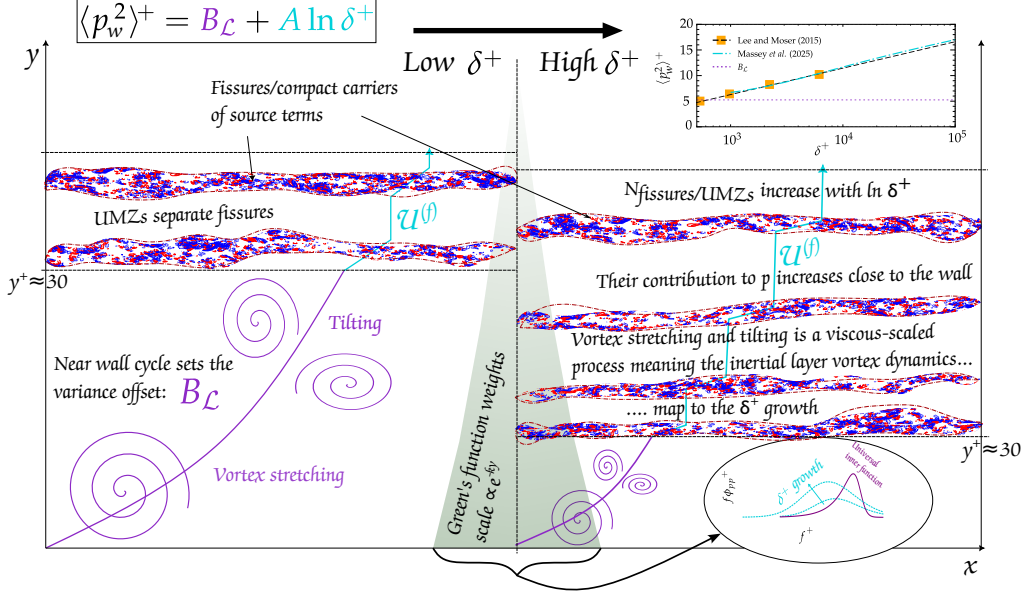 ⟨p_w^2⟩^+ = B_ℒ + A ln δ^+
Low δ^+
High δ^+
y
Fissures/compact carriers
of source terms
UMZs separate fissures
𝒰^(f)
y^+≈30
Tilting
Near wall cycle sets the
variance offset: B_ℒ
Vortex stretching
Green's function weights
scale ∝e^-ky
20
15
10
5
0
⟨p_w^2⟩^+
Lee and Moser (2015)
Massey et al. (2025)
B_ℒ
10^3
10^4
10^5
δ^+
N_fissures/UMZs increase with ln δ^+
𝒰^(f)
Their contribution to p increases close to the wall
Vortex stretching and tilting is a viscous-scaled
process meaning the inertial layer vortex dynamics...
.... map to the δ^+ growth
y^+≈30
fφ_pp^+
δ^+ growth
Universal
inner function
f^+
x